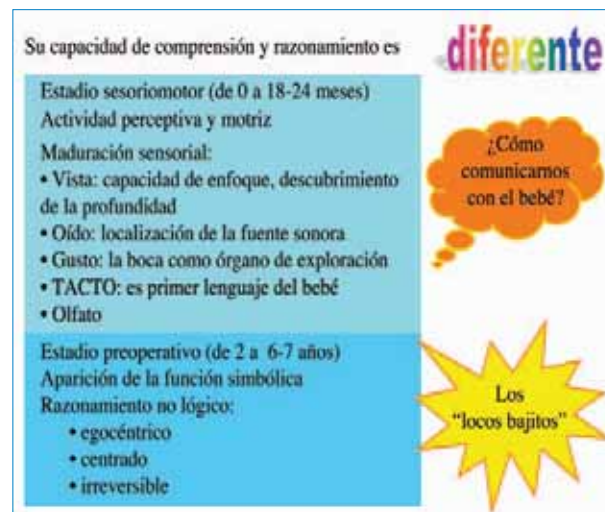 Su capacidad de comprensión y razonamiento es diferente
Estadio sesoriomotor (de 0 a 18-24 meses)
Actividad perceptiva y motriz
Maduración sensorial:
• Vista: capacidad de enfoque, descubrimiento
de la profundidad
• Oído: localización de la fuente sonora
• Gusto: la boca como órgano de exploración
• TACTO: es primer lenguaje del bebé
• Olfato
¿Cómo
comunicarnos
con el bebé?
Estadio preoperativo (de 2 a 6-7 años)
Aparición de la función simbólica
Razonamiento no lógico:
• egocéntrico
• centrado
• irreversible
Los
“locos bajitos”